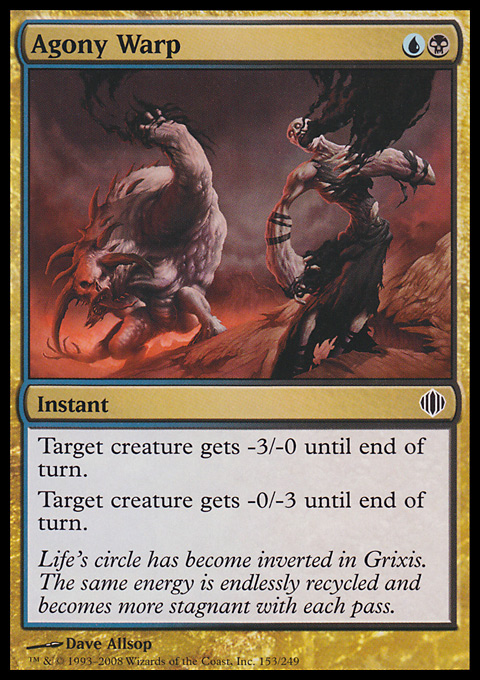 Agony Warp
Instant
Target creature gets -3/-0 until end of
turn.
Target creature gets -0/-3 until end of
turn.
Life's circle has become inverted in Grixis.
The same energy is endlessly recycled and
becomes more stagnant with each pass.
Dave Allsop
™ & © 1993–2008 Wizards of the Coast, Inc. 153/249